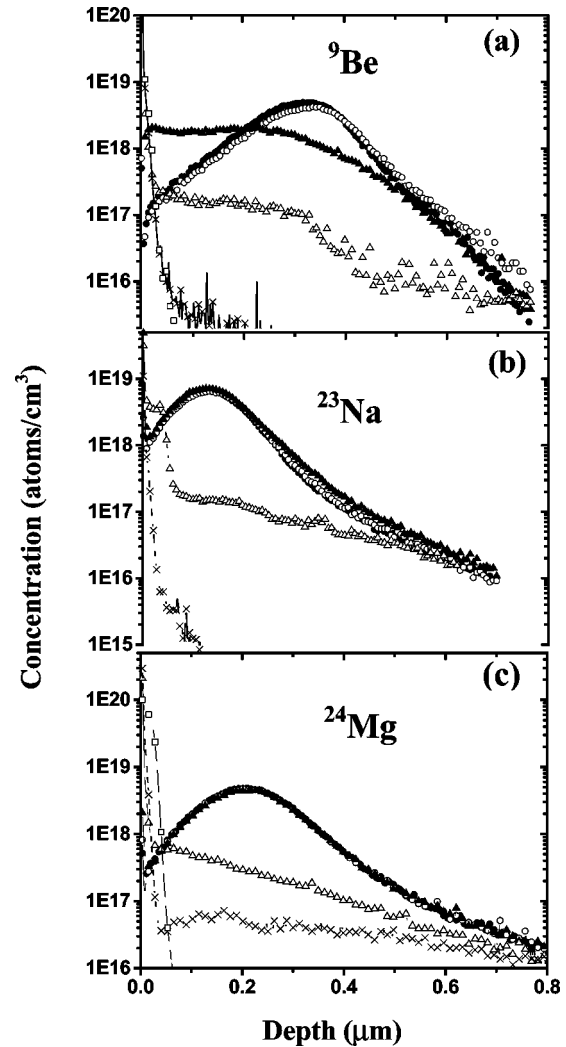 1E20
(a)
⁹Be
1E19
1E18
1E17
1E16
(b)
1E19
²³Na
1E18
1E17
1E16
1E15
(c)
1E20
²⁴Mg
1E19
1E18
1E17
1E16
0.0 0.2 0.4 0.6 0.8
Depth (μm)
Concentration (atoms/cm³)